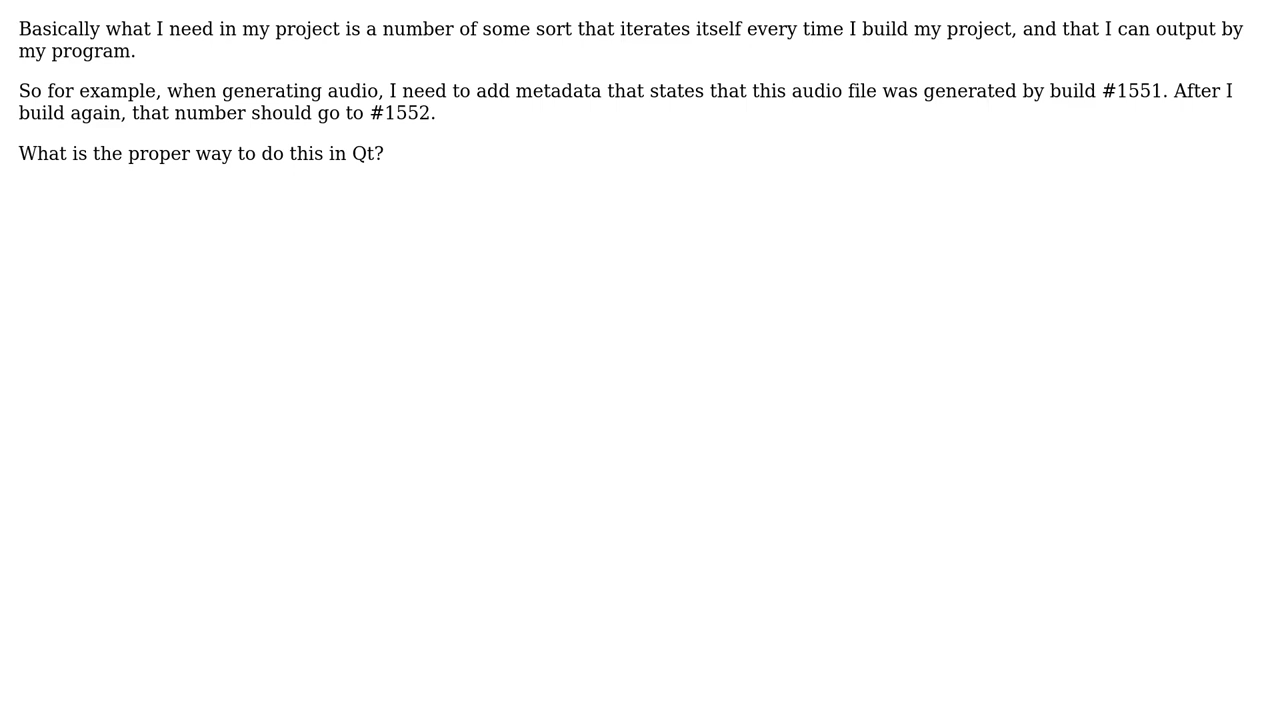 Basically what I need in my project is a number of some sort that iterates itself every time I build my project, and that I can output by
my program.
So for example, when generating audio, I need to add metadata that states that this audio file was generated by build #1551. After I
build again, that number should go to #1552.
What is the proper way to do this in Qt?